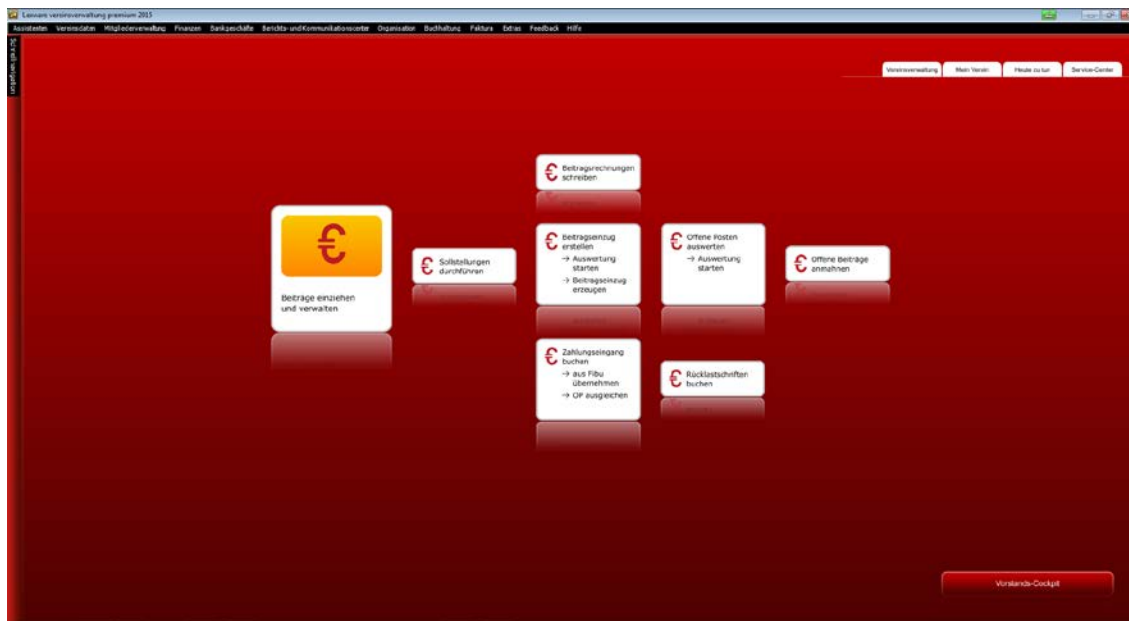 Lexware vereinsverwaltung premium 2015
Assistenten Vereinsdaten Mitgliederverwaltung Finanzen Bankgeschäfte Berichts- und Kommunikationscenter Organisation Buchhaltung Faktura Extras Feedback Hilfe
Schnellnavigation
Vereinsverwaltung Mein Verein Heute zu tun Service-Center
Beiträge einziehen
und verwalten
Sollstellungen
durchführen
Beitragsrechnungen
schreiben
Beitragseinzug
erstellen
→ Auswertung
starten
→ Beitragseinzug
erzeugen
Zahlungseingang
buchen
→ aus Fibu
übernehmen
→ OP ausgleichen
Offene Posten
auswerten
→ Auswertung
starten
Rücklastschriften
buchen
Offene Beiträge
anmahnen
Vorstands-Cockpit